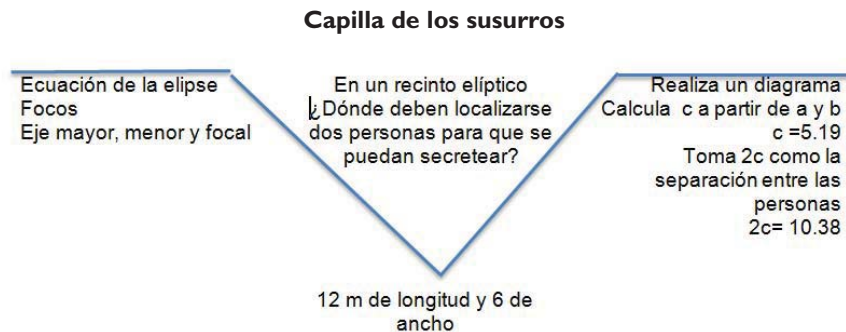 Capilla de los susurros
Ecuación de la elipse
Focos
Eje mayor, menor y focal
En un recinto elíptico
¿Dónde deben localizarse
dos personas para que se
puedan secretear?
Realiza un diagrama
Calcula c a partir de a y b
c =5.19
Toma 2c como la
separación entre las
personas
2c= 10.38
12 m de longitud y 6 de
ancho